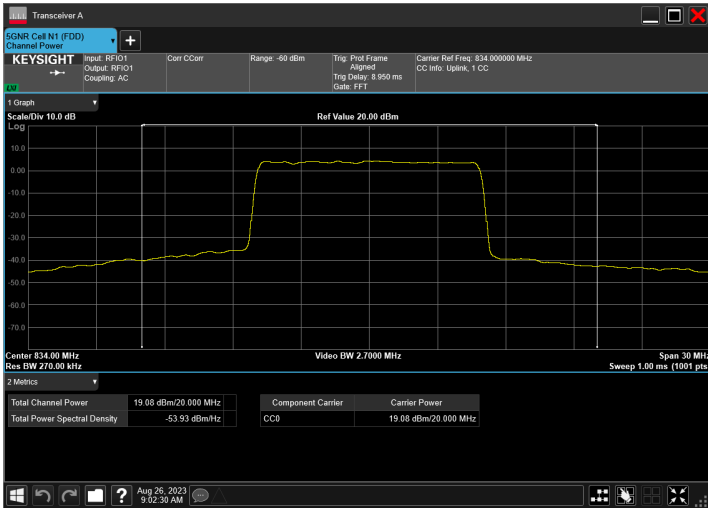 Transceiver A
5GNR Cell N1 (FDD)
Channel Power
KEYSIGHT
Input: RFIO1
Output: RFIO1
Coupling: AC
Corr CCorr
Range: -60 dBm
Trig: Prot Frame
Aligned
Trig Delay: 8.950 ms
Gate: FFT
Carrier Ref Freq: 834.000000 MHz
CC Info: Uplink, 1 CC
LXI
1 Graph
Scale/Div 10.0 dB
Ref Value 20.00 dBm
Log
10.0
0.00
-10.0
-20.0
-30.0
-40.0
-50.0
-60.0
-70.0
Center 834.00 MHz
Video BW 2.7000 MHz
Span 30 MHz
Res BW 270.00 kHz
Sweep 1.00 ms (1001 pts
2 Metrics
Total Channel Power 19.08 dBm/20.000 MHz
Total Power Spectral Density -53.93 dBm/Hz
Component Carrier Carrier Power
CC0 19.08 dBm/20.000 MHz
Aug 26, 2023
9:02:30 AM